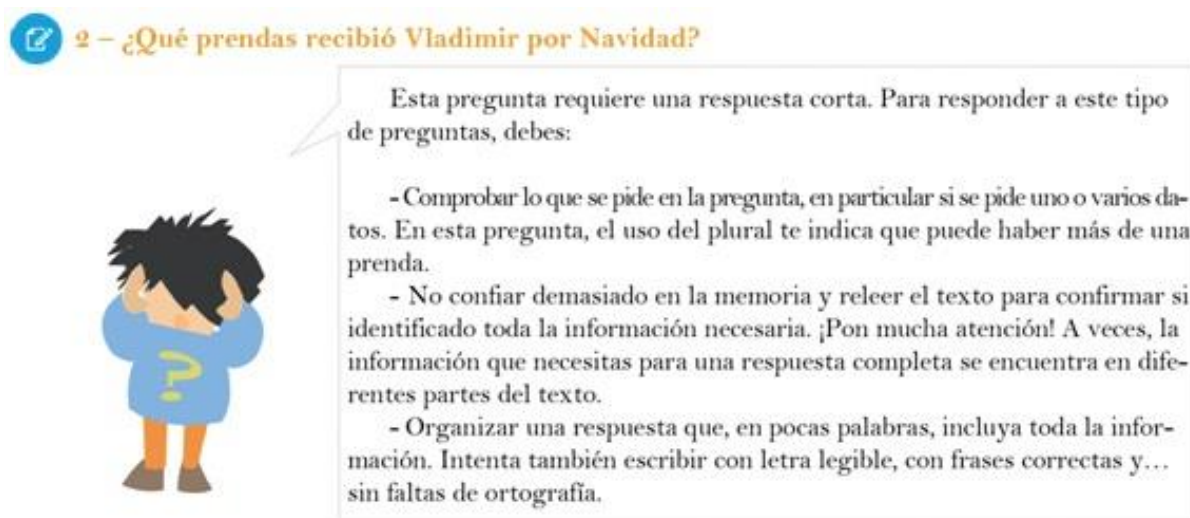 2 – ¿Qué prendas recibió Vladimir por Navidad?
Esta pregunta requiere una respuesta corta. Para responder a este tipo
de preguntas, debes:
- Comprobar lo que se pide en la pregunta, en particular si se pide uno o varios da-
tos. En esta pregunta, el uso del plural te indica que puede haber más de una
prenda.
- No confiar demasiado en la memoria y releer el texto para confirmar si
identificado toda la información necesaria. ¡Pon mucha atención! A veces, la
información que necesitas para una respuesta completa se encuentra en dife-
rentes partes del texto.
- Organizar una respuesta que, en pocas palabras, incluya toda la infor-
mación. Intenta también escribir con letra legible, con frases correctas y…
sin faltas de ortografía.
?